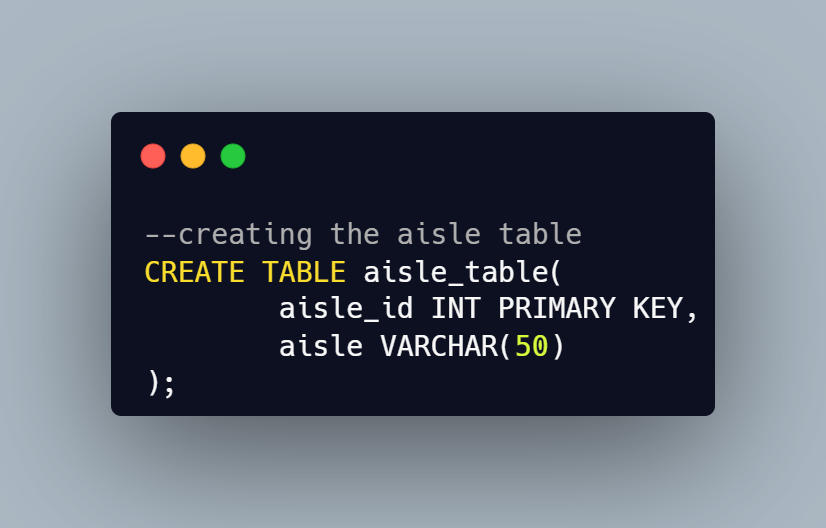 --creating the aisle table
CREATE TABLE aisle_table(
        aisle_id INT PRIMARY KEY,
        aisle VARCHAR(50)
);